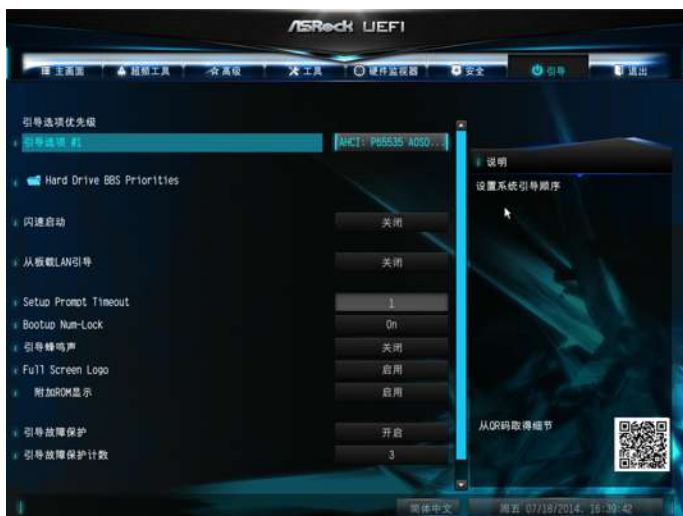 ASRock UEFI
主画面 超频工具 高级 工具 硬件监视器 安全 引导 退出
引导选项优先级
引导选项 #1 AHCI: P65535 AOSD...
Hard Drive BBS Priorities
闪速启动 关闭
从板载LAN引导 关闭
Setup Prompt Timeout 1
Bootup Num-Lock On
引导蜂鸣声 关闭
Full Screen Logo 启用
附加ROM显示 启用
引导故障保护 开启
引导故障保护计数 3
说明
设置系统引导顺序
从QR码取得细节
简体中文 周五 07/18/2014. 16:39:42